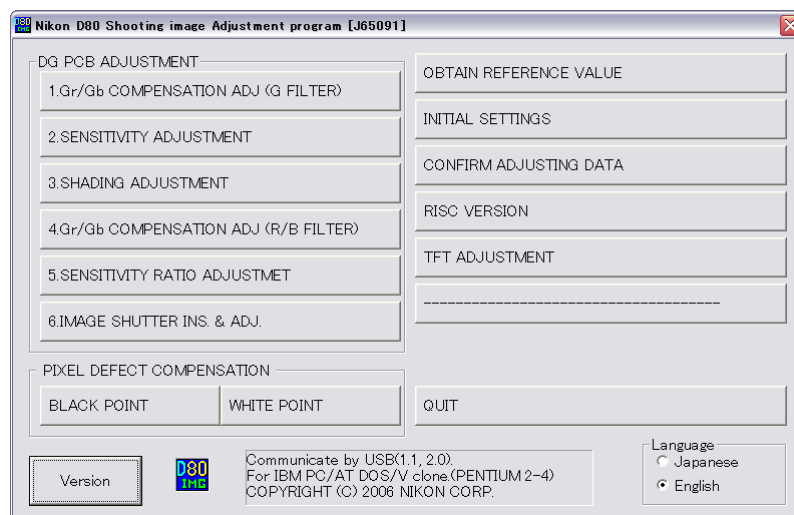 Nikon D80 Shooting image Adjustment program [J65091]
DG PCB ADJUSTMENT
1.Gr/Gb COMPENSATION ADJ (G FILTER)
2.SENSITIVITY ADJUSTMENT
3.SHADING ADJUSTMENT
4.Gr/Gb COMPENSATION ADJ (R/B FILTER)
5.SENSITIVITY RATIO ADJUSTMET
6.IMAGE SHUTTER INS. & ADJ.
OBTAIN REFERENCE VALUE
INITIAL SETTINGS
CONFIRM ADJUSTING DATA
RISC VERSION
TFT ADJUSTMENT
-------------------------------------
PIXEL DEFECT COMPENSATION
BLACK POINT
WHITE POINT
QUIT
Version
D80
IMG
Communicate by USB(1.1, 2.0).
For IBM PC/AT DOS/V clone.(PENTIUM 2-4)
COPYRIGHT (C) 2006 NIKON CORP.
Language
Japanese
English